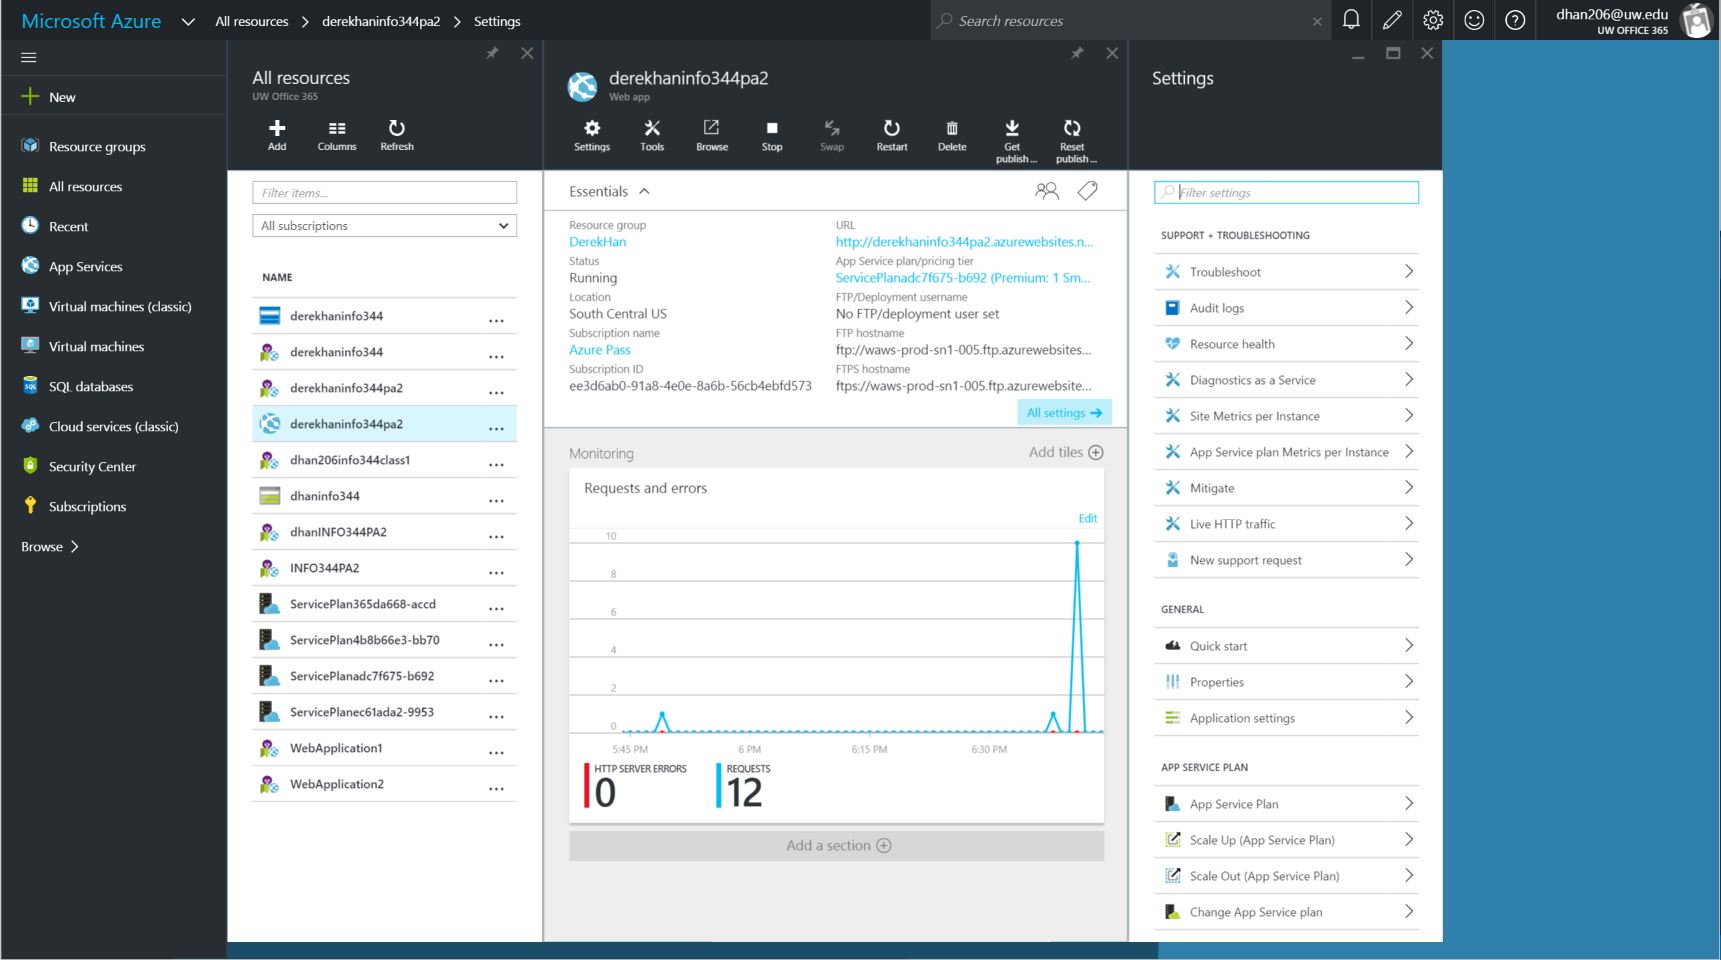 Microsoft Azure
All resources
derekhaninfo344pa2
Settings
Search resources
dhan206@uw.edu
UW OFFICE 365
New
Resource groups
All resources
Recent
App Services
Virtual machines (classic)
Virtual machines
SQL databases
Cloud services (classic)
Security Center
Subscriptions
Browse
All resources
UW Office 365
Add
Columns
Refresh
Filter items...
All subscriptions
NAME
derekhaninfo344
derekhaninfo344
derekhaninfo344pa2
derekhaninfo344pa2
dhan206info344class1
dhaninfo344
dhanINFO344PA2
INFO344PA2
ServicePlan365da668-accd
ServicePlan4b8b66e3-bb70
ServicePlanadc7f675-b692
ServicePlanec61ada2-9953
WebApplication1
WebApplication2
derekhaninfo344pa2
Web app
Settings
Tools
Browse
Stop
Swap
Restart
Delete
Get publish ...
Reset publish ...
Essentials
Resource group
DerekHan
Status
Running
Location
South Central US
Subscription name
Azure Pass
Subscription ID
ee3d6ab0-91a8-4e0e-8a6b-56cb4ebfd573
URL
http://derekhaninfo344pa2.azurewebsites.n...
App Service plan/pricing tier
ServicePlanadc7f675-b692 (Premium: 1 Sm...
FTP/Deployment username
No FTP/deployment user set
FTP hostname
ftp://waws-prod-sn1-005.ftp.azurewebsites...
FTPS hostname
ftps://waws-prod-sn1-005.ftp.azurewebsite...
All settings
Monitoring
Add tiles
Requests and errors
Edit
10
8
6
4
2
0
5:45 PM
6 PM
6:15 PM
6:30 PM
HTTP SERVER ERRORS
0
REQUESTS
12
Add a section
Settings
Filter settings
SUPPORT + TROUBLESHOOTING
Troubleshoot
Audit logs
Resource health
Diagnostics as a Service
Site Metrics per Instance
App Service plan Metrics per Instance
Mitigate
Live HTTP traffic
New support request
GENERAL
Quick start
Properties
Application settings
APP SERVICE PLAN
App Service Plan
Scale Up (App Service Plan)
Scale Out (App Service Plan)
Change App Service plan